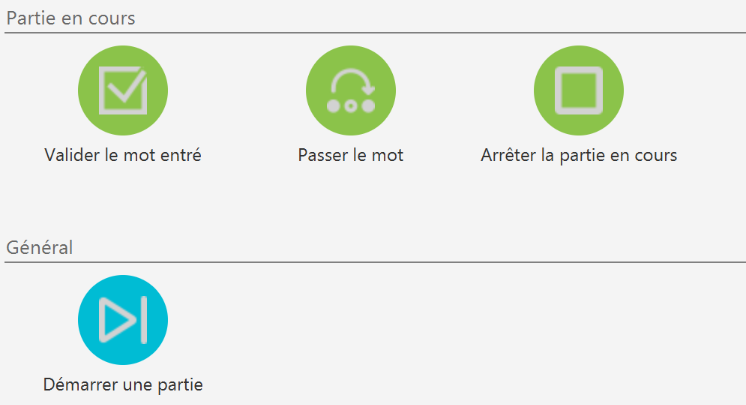 Partie en cours
Valider le mot entré
Passer le mot
Arrêter la partie en cours
Général
Démarrer une partie